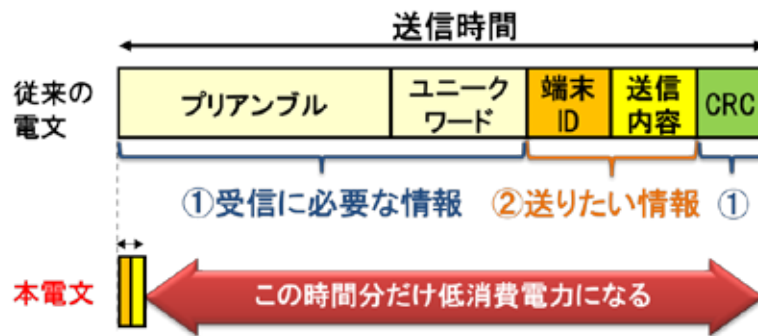 送信時間
従来の
電文
プリアンブル
ユニーク
ワード
端末
ID
送信
内容
CRC
①受信に必要な情報
②送りたい情報
①
本電文
この時間分だけ低消費電力になる